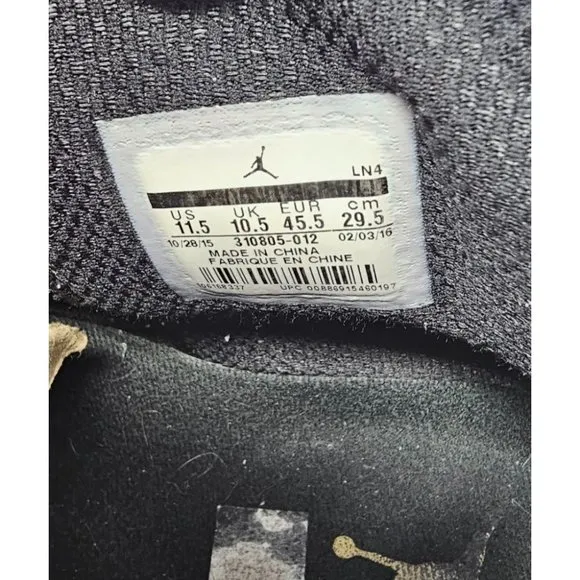 LN4
US UK EUR cm
11.5 10.5 45.5 29.5
10/28/15 310805-012 02/03/16
MADE IN CHINA
FABRIQUE EN CHINE
UPC 00886915460197